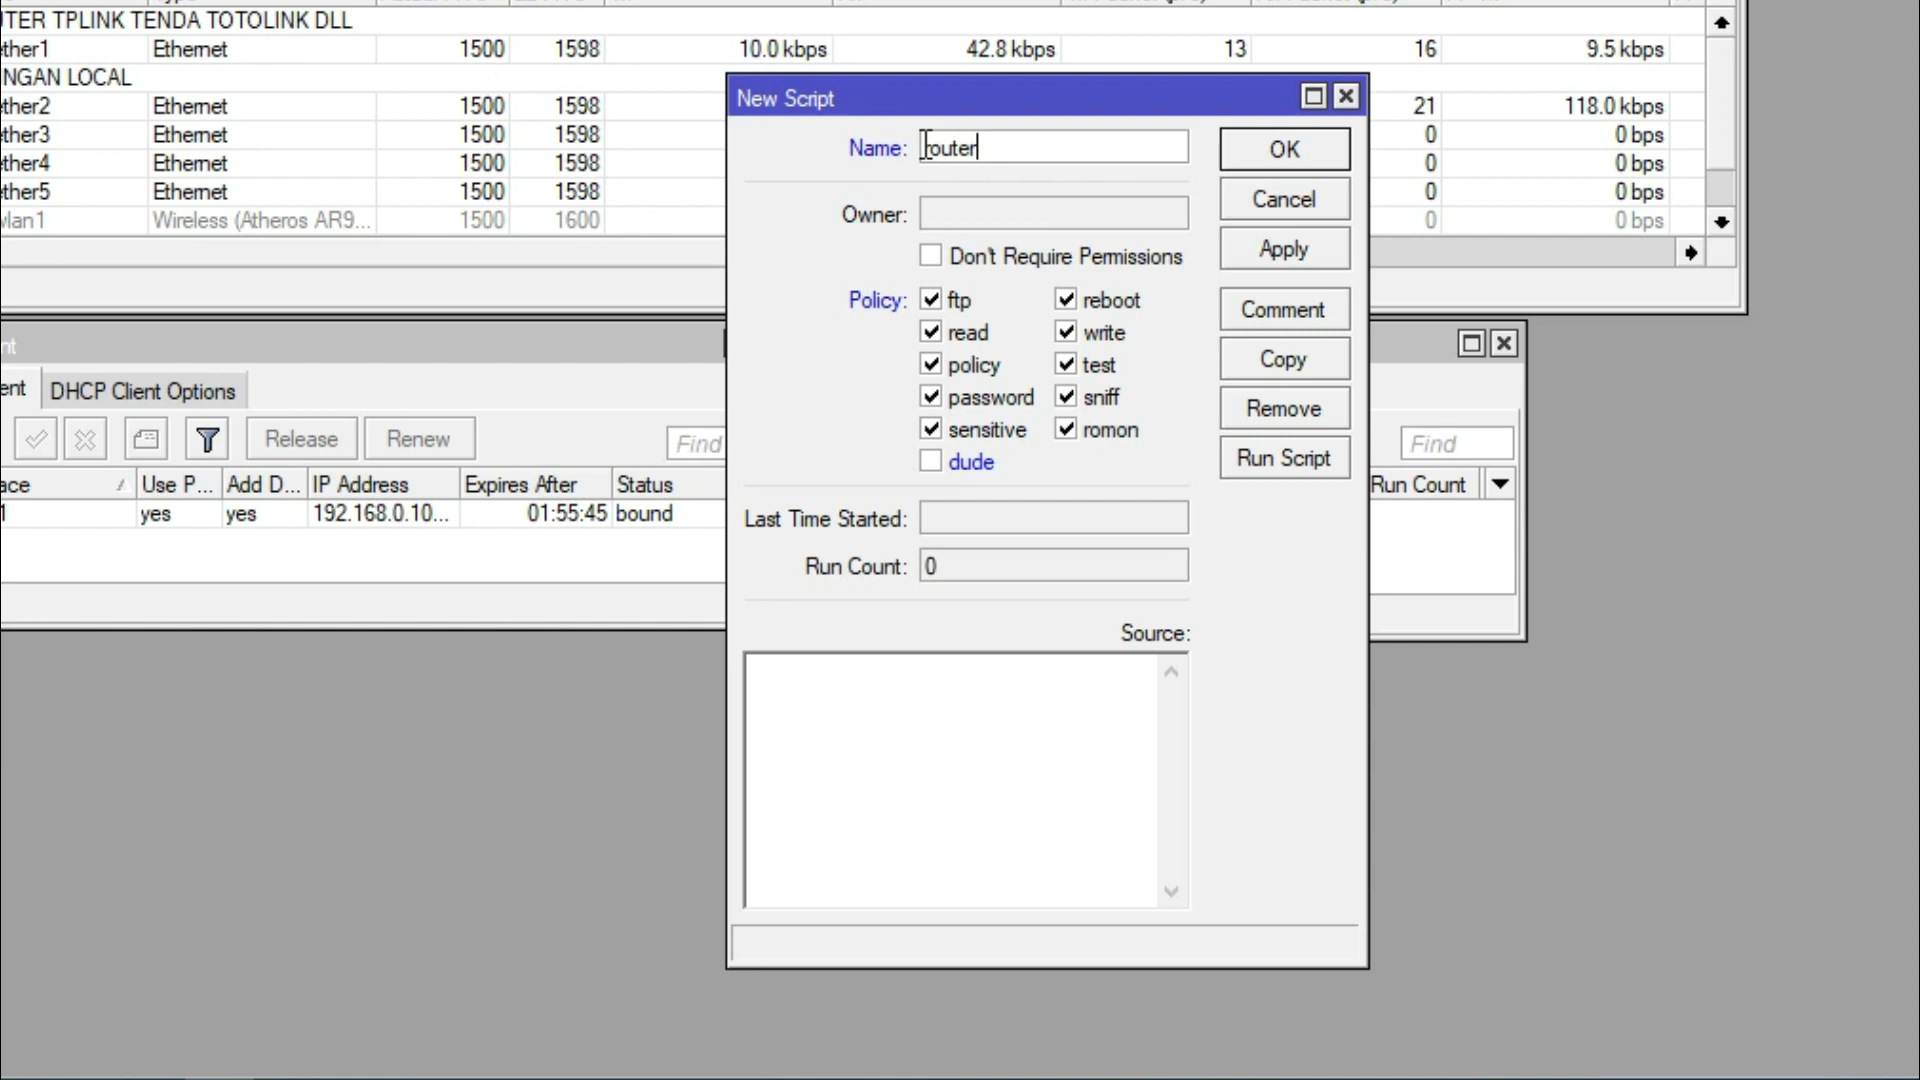 UTER TPLINK TENDA TOTOLINK DLL
ther1 Ethernet 1500 1598 10.0 kbps 42.8 kbps 13 16 9.5 kbps
NGAN LOCAL
ther2 Ethernet 1500 1598 21 118.0 kbps
ther3 Ethernet 1500 1598 0 0 bps
ther4 Ethernet 1500 1598 0 0 bps
ther5 Ethernet 1500 1598 0 0 bps
wlan1 Wireless (Atheros AR9... 1500 1600 0 0 bps
New Script
Name: router
Owner:
Don't Require Permissions
Policy: ftp reboot
read write
policy test
password sniff
sensitive romon
dude
Last Time Started:
Run Count: 0
Source:
OK
Cancel
Apply
Comment
Copy
Remove
Run Script
nt
ent DHCP Client Options
Release Renew Find
ace Use P... Add D... IP Address Expires After Status
1 yes yes 192.168.0.10... 01:55:45 bound
Find
Run Count